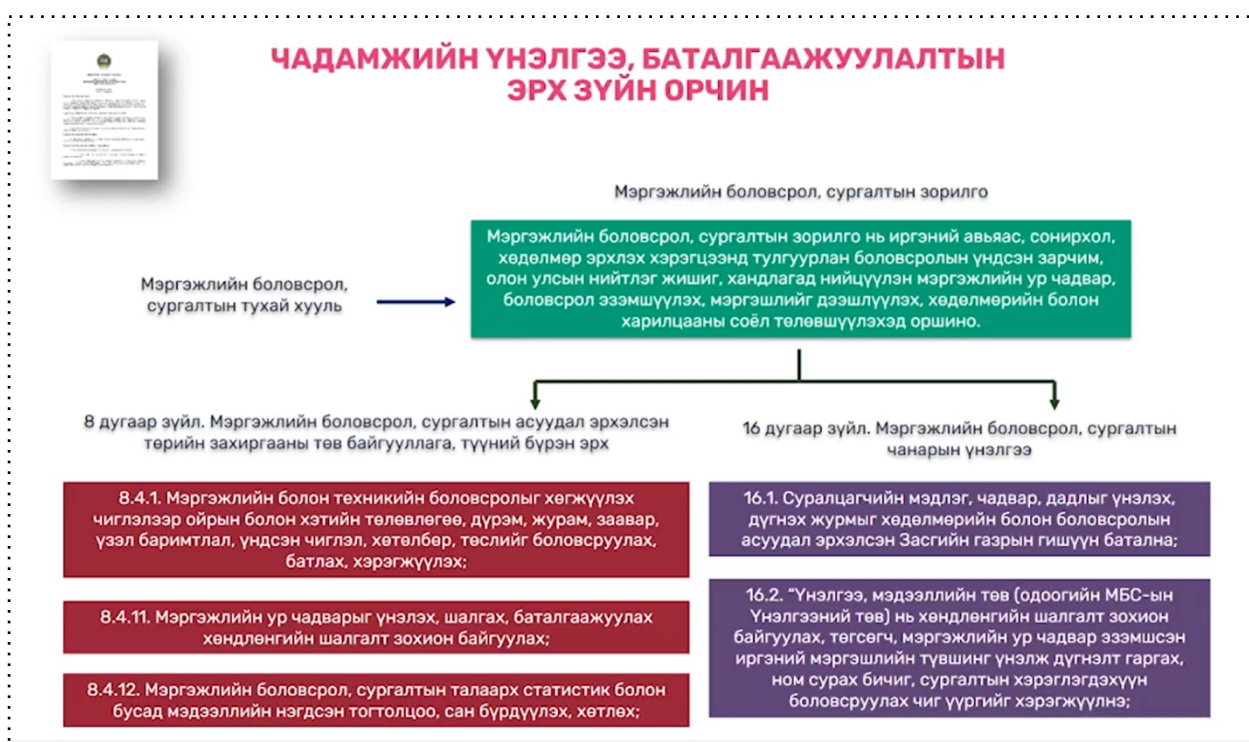 ЧАДАМЖИЙН ҮНЭЛГЭЭ, БАТАЛГААЖУУЛАЛТЫН
ЭРХ ЗҮЙН ОРЧИН
Мэргэжлийн боловсрол, сургалтын зорилго
Мэргэжлийн боловсрол,
сургалтын тухай хууль
Мэргэжлийн боловсрол, сургалтын зорилго нь иргэний авьяас, сонирхол,
хөдөлмөр эрхлэх хэрэгцээнд тулгуурлан боловсролын үндсэн зарчим,
олон улсын нийтлэг жишиг, хандлагад нийцүүлэн мэргэжлийн ур чадвар,
боловсрол эзэмшүүлэх, мэргэшлийг дээшлүүлэх, хөдөлмөрийн болон
харилцааны соёл төлөвшүүлэхэд оршино.
8 дугаар зүйл. Мэргэжлийн боловсрол, сургалтын асуудал эрхэлсэн
төрийн захиргааны төв байгууллага, түүний бүрэн эрх
8.4.1. Мэргэжлийн болон техникийн боловсролыг хөгжүүлэх
чиглэлээр ойрын болон хэтийн төлөвлөгөө, дүрэм, журам, заавар,
үзэл баримтлал, үндсэн чиглэл, хөтөлбөр, төслийг боловсруулах,
батлах, хэрэгжүүлэх;
8.4.11. Мэргэжлийн ур чадварыг үнэлэх, шалгах, баталгаажуулах
хөндлөнгийн шалгалт зохион байгуулах;
8.4.12. Мэргэжлийн боловсрол, сургалтын талаарх статистик болон
бусад мэдээллийн нэгдсэн тогтолцоо, сан бүрдүүлэх, хөтлөх;
16 дугаар зүйл. Мэргэжлийн боловсрол, сургалтын
чанарын үнэлгээ
16.1. Суралцагчийн мэдлэг, чадвар, дадлыг үнэлэх,
дүгнэх журмыг хөдөлмөрийн болон боловсролын
асуудал эрхэлсэн Засгийн газрын гишүүн батална;
16.2. "Үнэлгээ, мэдээллийн төв (одоогийн МБС-ын
Үнэлгээний төв) нь хөндлөнгийн шалгалт зохион
байгуулах, төгсөгч, мэргэжлийн ур чадвар эзэмшсэн
иргэний мэргэшлийн түвшинг үнэлж дүгнэлт гаргах,
ном сурах бичиг, сургалтын хэрэглэгдэхүүн
боловсруулах чиг үүргийг хэрэгжүүлнэ;